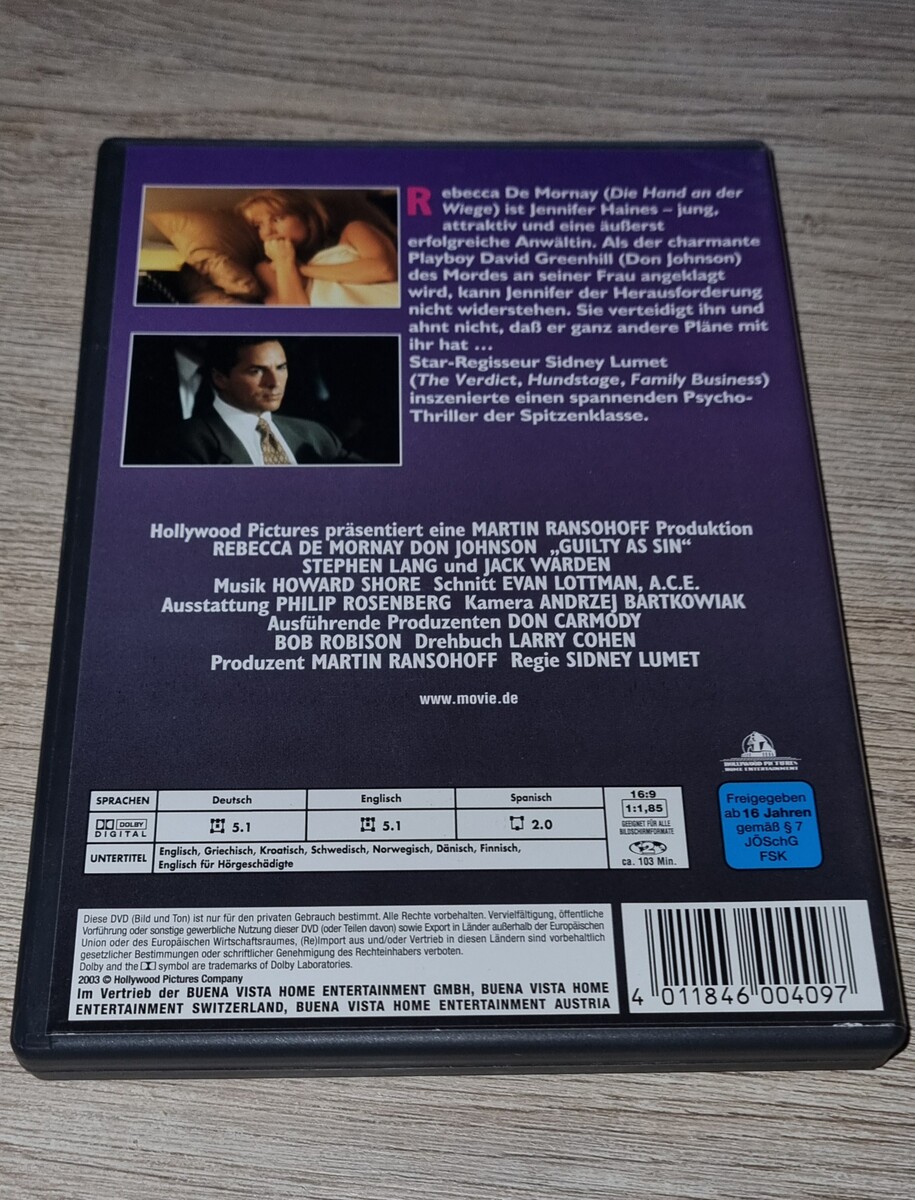 Rebecca De Mornay (Die Hand an der
Wiege) ist Jennifer Haines – jung,
attraktiv und eine äußerst
erfolgreiche Anwältin. Als der charmante
Playboy David Greenhill (Don Johnson)
des Mordes an seiner Frau angeklagt
wird, kann Jennifer der Herausforderung
nicht widerstehen. Sie verteidigt ihn und
ahnt nicht, daß er ganz andere Pläne mit
ihr hat ...
Star-Regisseur Sidney Lumet
(The Verdict, Hundstage, Family Business)
inszenierte einen spannenden Psycho-
Thriller der Spitzenklasse.
Hollywood Pictures präsentiert eine MARTIN RANSOHOFF Produktion
REBECCA DE MORNAY DON JOHNSON „GUILTY AS SIN“
STEPHEN LANG und JACK WARDEN
Musik HOWARD SHORE Schnitt EVAN LOTTMAN, A.C.E.
Ausstattung PHILIP ROSENBERG Kamera ANDRZEJ BARTKOWIAK
Ausführende Produzenten DON CARMODY
BOB ROBISON Drehbuch LARRY COHEN
Produzent MARTIN RANSOHOFF Regie SIDNEY LUMET
www.movie.de
HOLLYWOOD PICTURES
HOME ENTERTAINMENT
SPRACHEN Deutsch Englisch Spanisch
DOLBY DIGITAL 5.1 5.1 2.0
UNTERTITEL Englisch, Griechisch, Kroatisch, Schwedisch, Norwegisch, Dänisch, Finnisch,
Englisch für Hörgeschädigte
16:9
1:1,85
GEEIGNET FÜR ALLE
BILDSCHIRMFORMATE
2
ca. 103 Min.
Freigegeben
ab 16 Jahren
gemäß § 7
JÖSchG
FSK
Diese DVD (Bild und Ton) ist nur für den privaten Gebrauch bestimmt. Alle Rechte vorbehalten. Vervielfältigung, öffentliche
Vorführung oder sonstige gewerbliche Nutzung dieser DVD (oder Teilen davon) sowie Export in Länder außerhalb der Europäischen
Union oder des Europäischen Wirtschaftsraumes, (Re)Import aus und/oder Vertrieb in diesen Ländern sind vorbehaltlich
gesetzlicher Bestimmungen oder schriftlicher Genehmigung des Rechteinhabers verboten.
Dolby and the symbol are trademarks of Dolby Laboratories.
2003 © Hollywood Pictures Company
Im Vertrieb der BUENA VISTA HOME ENTERTAINMENT GMBH, BUENA VISTA HOME
ENTERTAINMENT SWITZERLAND, BUENA VISTA HOME ENTERTAINMENT AUSTRIA
4 011846 004097